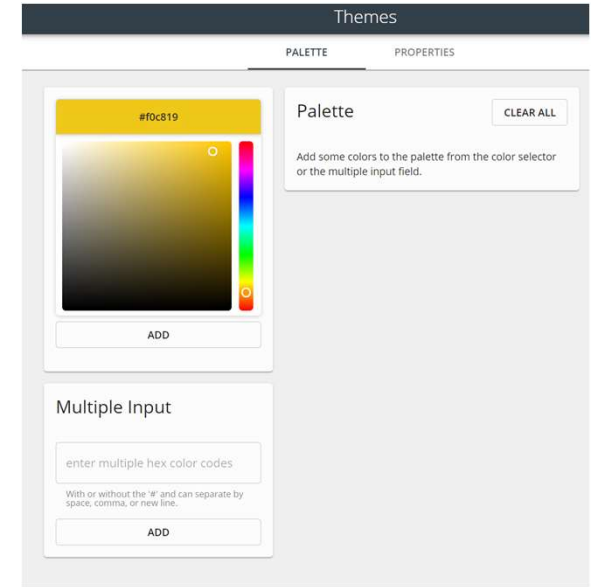 Themes
PALETTE
PROPERTIES
#f0c819
ADD
Palette
CLEAR ALL
Add some colors to the palette from the color selector
or the multiple input field.
Multiple Input
enter multiple hex color codes
With or without the '#' and can separate by
space, comma, or new line.
ADD